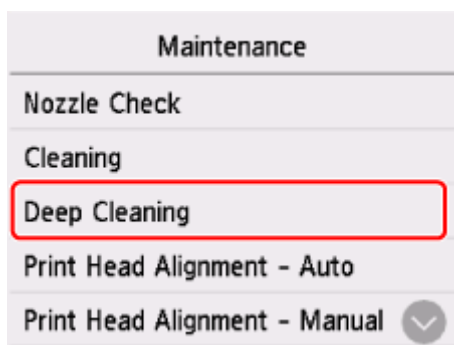 Maintenance
Nozzle Check
Cleaning
Deep Cleaning
Print Head Alignment - Auto
Print Head Alignment - Manual